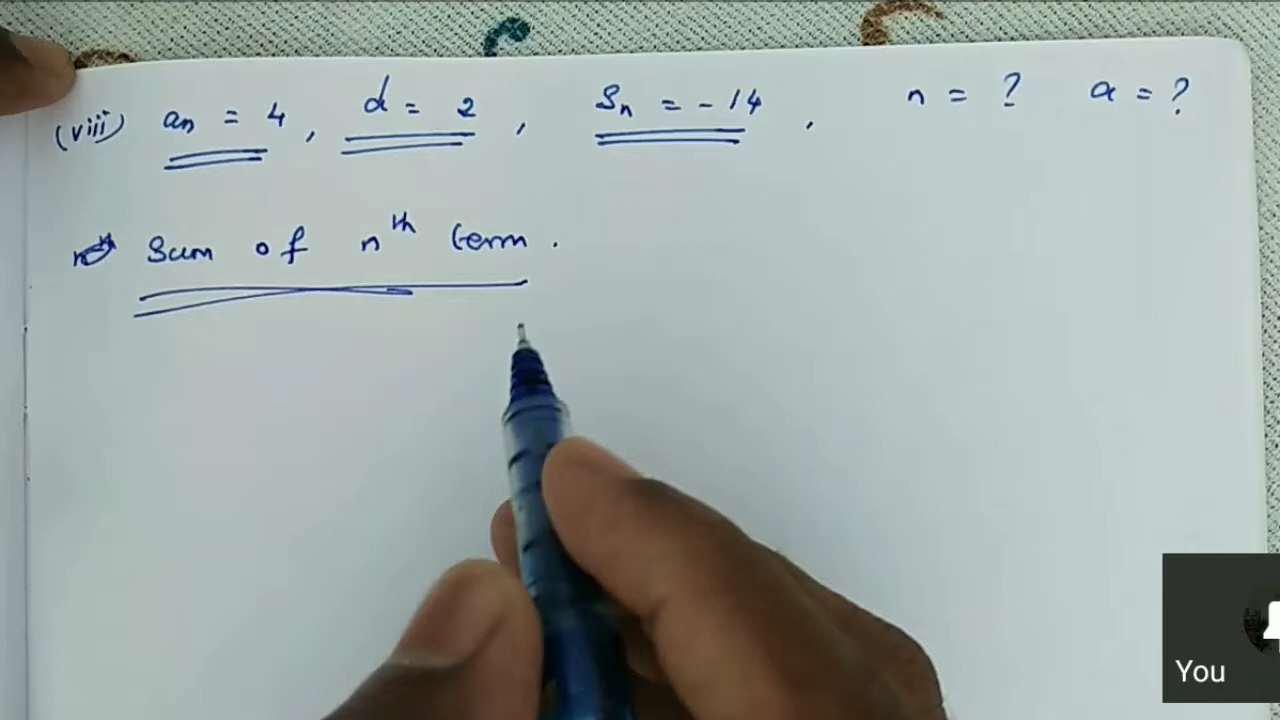 (viii) an = 4 , d = 2 , Sn = -14 , n = ? a = ?
Sum of nth term .
You